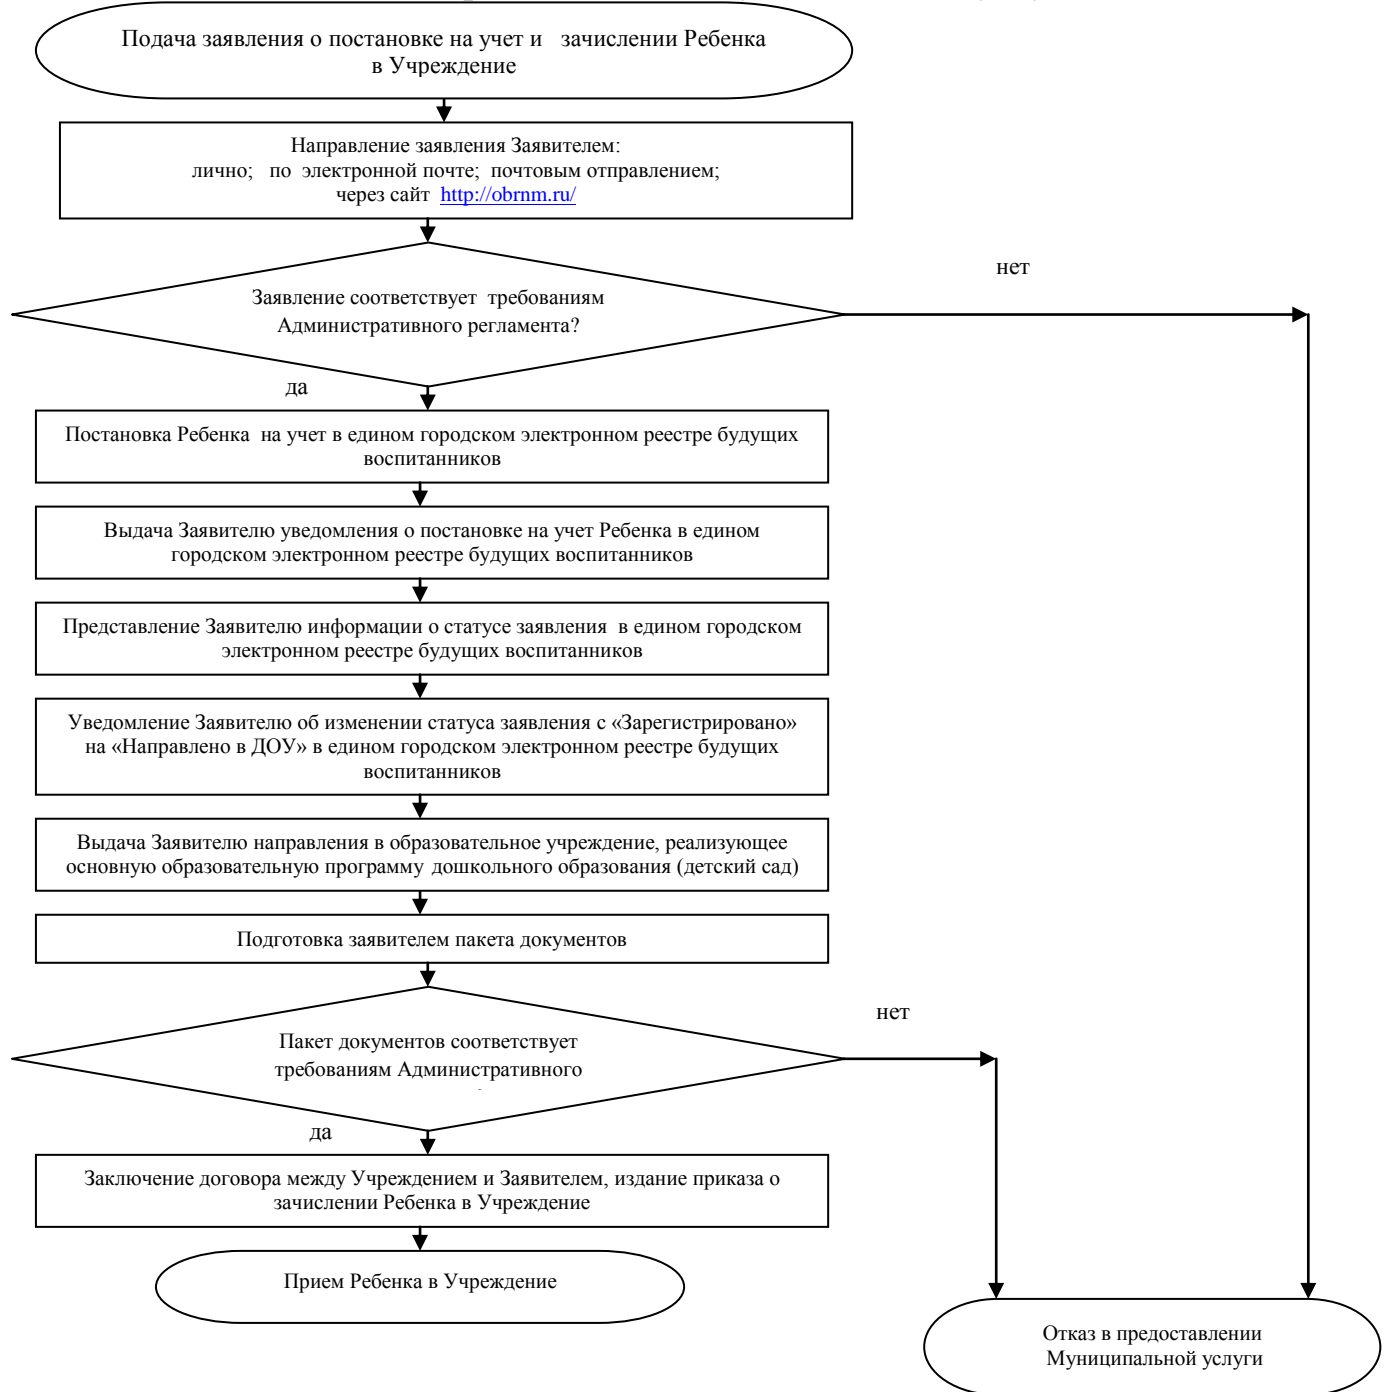 Подача заявления о постановке на учет и зачислении Ребенка
в Учреждение
Направление заявления Заявителем:
лично; по электронной почте; почтовым отправлением;
через сайт http://obrnm.ru/
нет
Заявление соответствует требованиям
Административного регламента?
да
Постановка Ребенка на учет в едином городском электронном реестре будущих
воспитанников
Выдача Заявителю уведомления о постановке на учет Ребенка в едином
городском электронном реестре будущих воспитанников
Представление Заявителю информации о статусе заявления в едином городском
электронном реестре будущих воспитанников
Уведомление Заявителю об изменении статуса заявления с «Зарегистрировано»
на «Направлено в ДОУ» в едином городском электронном реестре будущих
воспитанников
Выдача Заявителю направления в образовательное учреждение, реализующее
основную образовательную программу дошкольного образования (детский сад)
Подготовка заявителем пакета документов
нет
Пакет документов соответствует
требованиям Административного
да
Заключение договора между Учреждением и Заявителем, издание приказа о
зачислении Ребенка в Учреждение
Прием Ребенка в Учреждение
Отказ в предоставлении
Муниципальной услуги